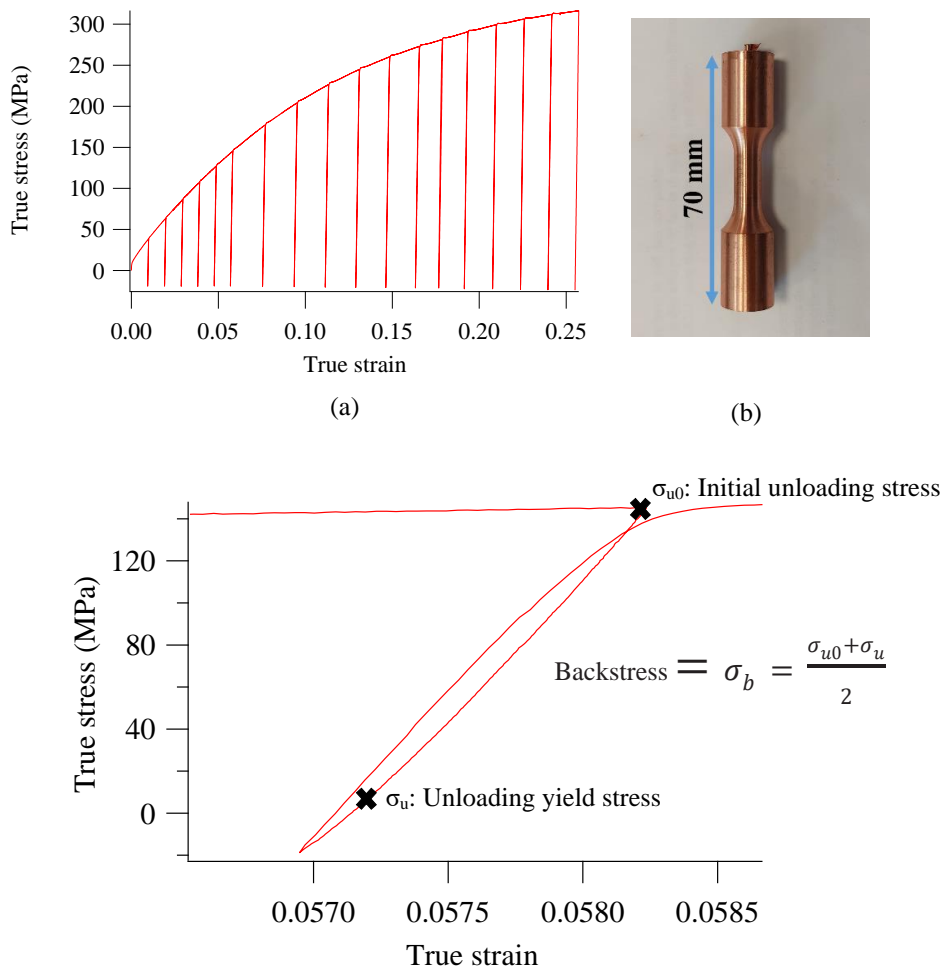 300
250
200
150
100
50
0
True stress (MPa)
0.00 0.05 0.10 0.15 0.20 0.25
True strain
(a)
70 mm
(b)
σu0: Initial unloading stress
120
80
40
0
True stress (MPa)
Backstress = σb = σu0+σu
2
σu: Unloading yield stress
0.0570 0.0575 0.0580 0.0585
True strain